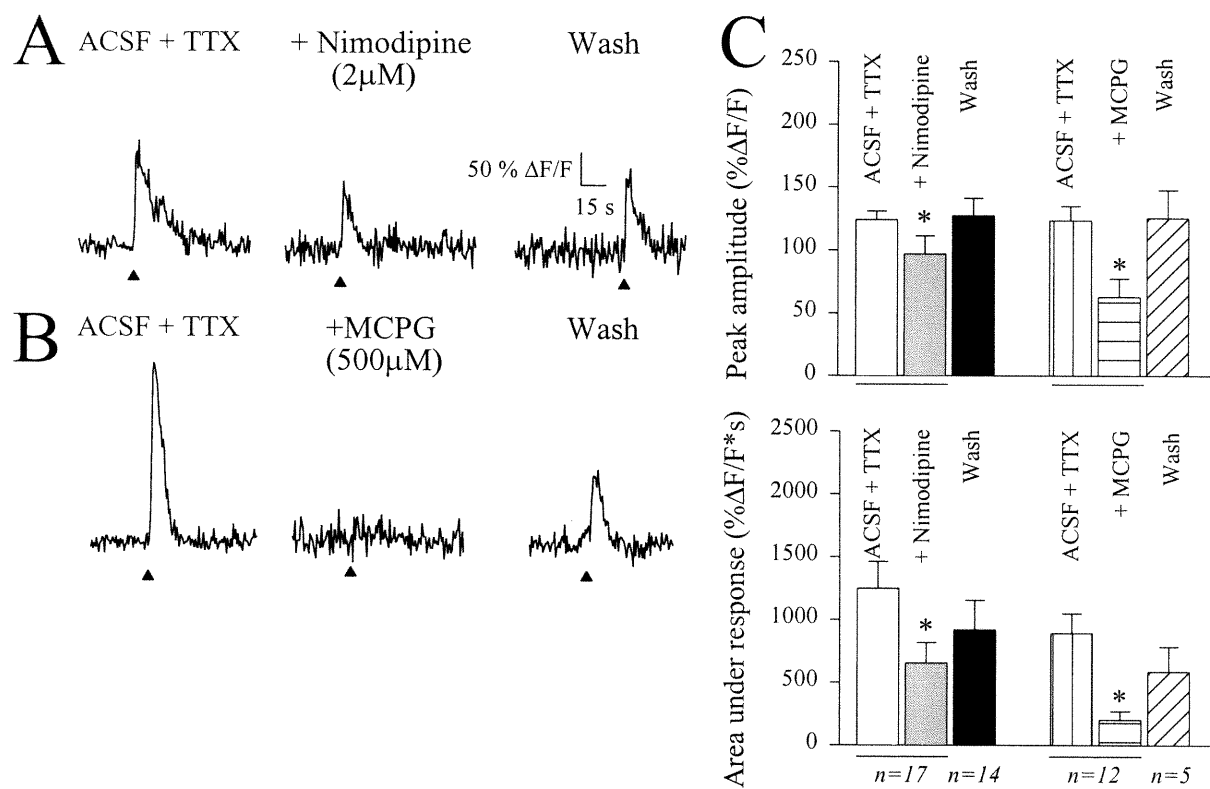 A
ACSF + TTX
+ Nimodipine
(2μM)
Wash
50 % ΔF/F
15 s
B
ACSF + TTX
+MCPG
(500μM)
Wash
C
Peak amplitude (%ΔF/F)
250
200
150
100
50
0
ACSF + TTX
+ Nimodipine
Wash
ACSF + TTX
+ MCPG
Wash
*
*
Area under response (%ΔF/F*s)
2500
2000
1500
1000
500
0
ACSF + TTX
+ Nimodipine
Wash
ACSF + TTX
+ MCPG
Wash
*
*
n=17
n=14
n=12
n=5